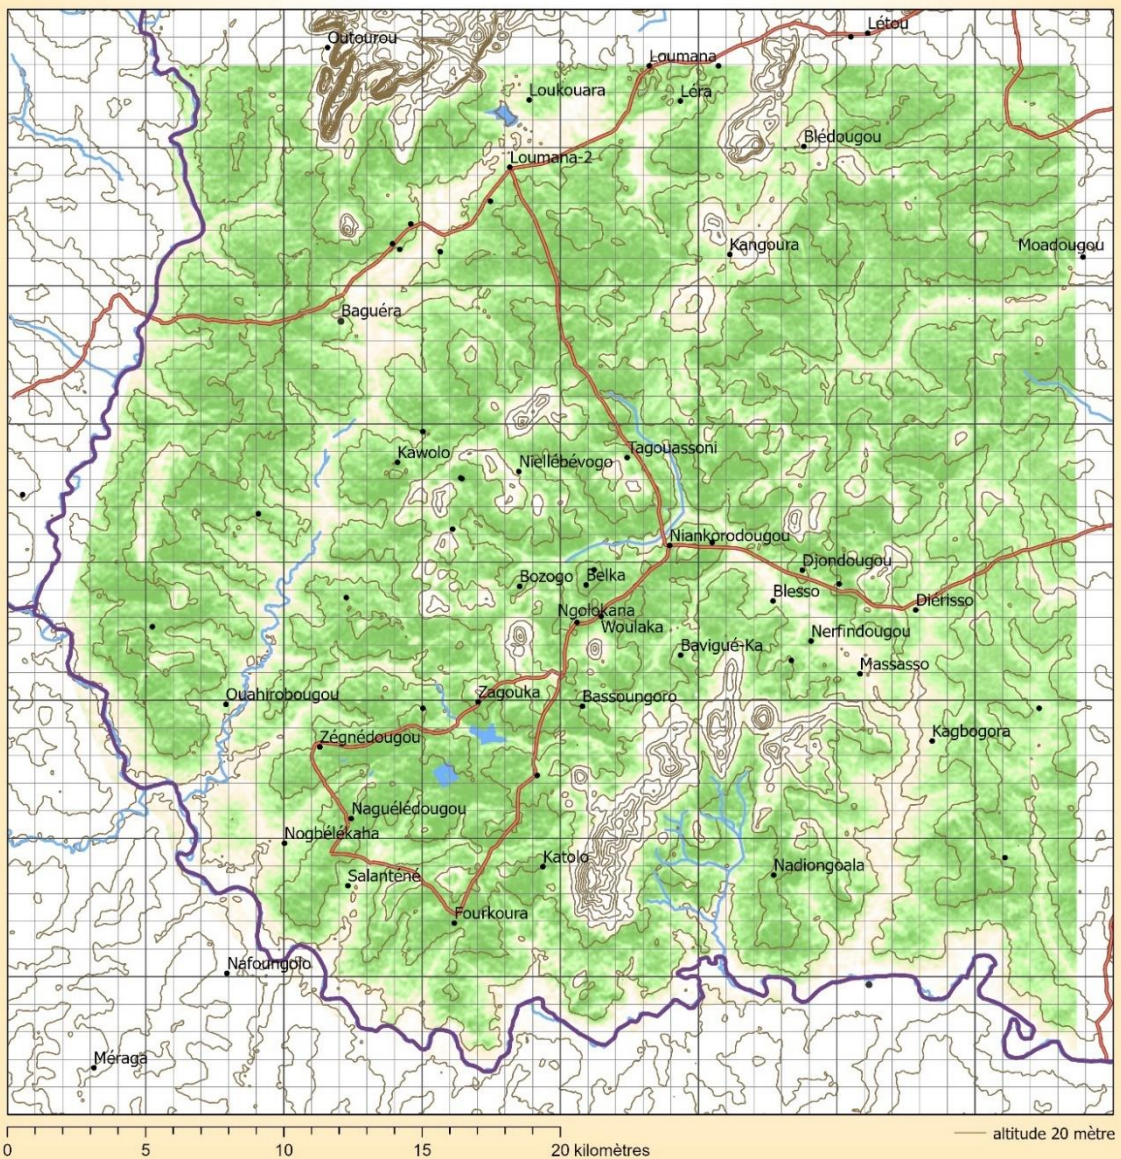 Létou
Outourou
Loumana
Loukouara
Léra
Blédougou
Loumana-2
Kangoura
Moadougou
Baguéra
Kawolo
Tagouassoni
Niellébévogo
Niankorodougou
Djondougou
Bozogo
Belka
Blesso
Diérisso
Ngolokana
Woulaka
Nerfindougou
Bavigué-Ka
Massasso
Ouahirobougou
Zagouka
Bassoungoro
Kagbogora
Zégnédougou
Naguélédougou
Nogbélékaha
Katolo
Nadiongoala
Salantene
Fourkoura
Nafoungolo
Méraga
altitude 20 mètre
0 5 10 15 20 kilomètres